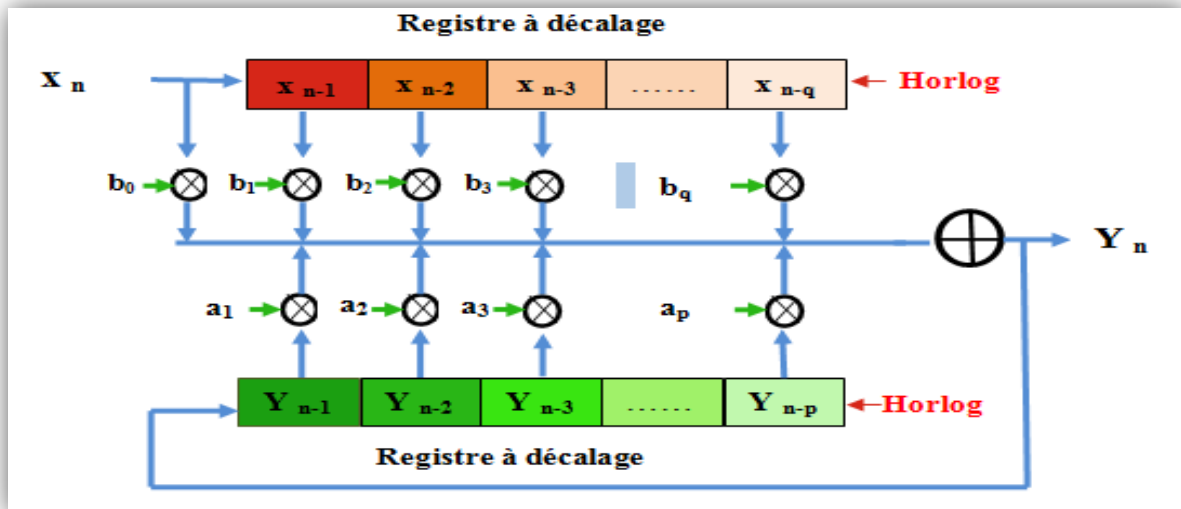 Registre à décalage
x n
x n-1 x n-2 x n-3 ...... x n-q
Horlog
b0 b1 b2 b3 bq
Y n
a1 a2 a3 ap
Y n-1 Y n-2 Y n-3 ...... Y n-p
Horlog
Registre à décalage